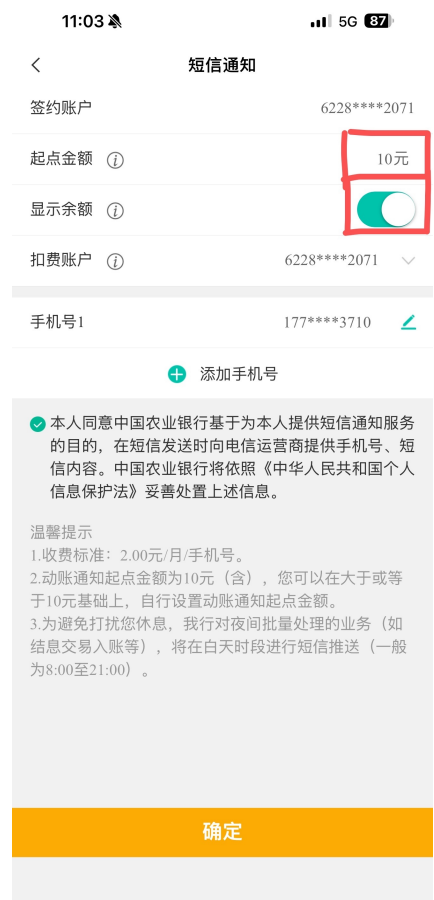 11:03
5G 87
短信通知
签约账户 6228****2071
起点金额 10元
显示余额
扣费账户 6228****2071
手机号1 177****3710
添加手机号
本人同意中国农业银行基于为本人提供短信通知服务
的目的，在短信发送时向电信运营商提供手机号、短
信内容。中国农业银行将依照《中华人民共和国个人
信息保护法》妥善处置上述信息。
温馨提示
1.收费标准：2.00元/月/手机号。
2.动账通知起点金额为10元（含），您可以在大于或等
于10元基础上，自行设置动账通知起点金额。
3.为避免打扰您休息，我行对夜间批量处理的业务（如
结息交易入账等），将在白天时段进行短信推送（一般
为8:00至21:00）。
确定